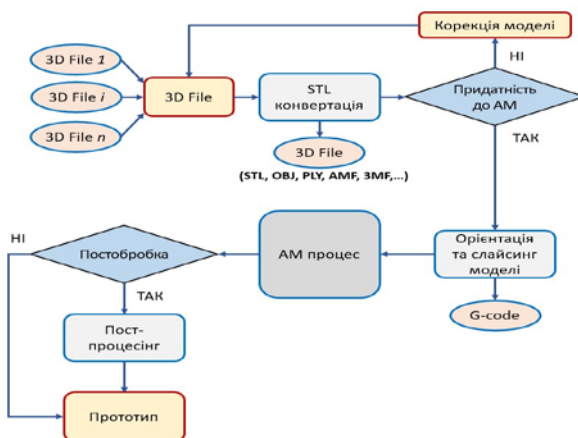 Корекція моделі
3D File 1
НІ
3D File i
3D File
STL
конвертація
Придатність
до АМ
3D File n
ТАК
3D File
(STL, OBJ, PLY, AMF, 3MF,...)
НІ
Постобробка
АМ процес
Орієнтація
та слайсинг
моделі
ТАК
G-code
Пост-
процесінг
Прототип